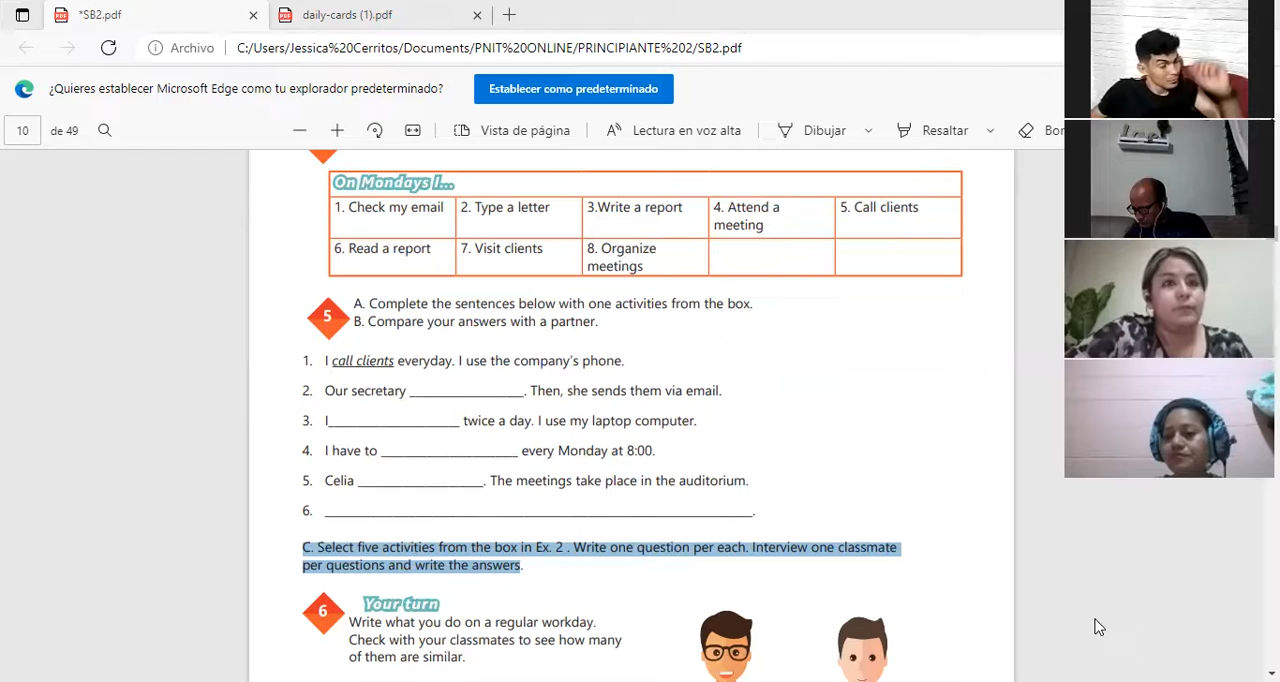 *SB2.pdf
daily-cards (1).pdf
Archivo C:/Users/Jessica%20Cerritos/Documents/PNIT%20ONLINE/PRINCIPIANTE%202/SB2.pdf
¿Quieres establecer Microsoft Edge como tu explorador predeterminado? Establecer como predeterminado
10 de 49 Vista de página Lectura en voz alta Dibujar Resaltar
On Mondays I...
1. Check my email 2. Type a letter 3.Write a report 4. Attend a meeting 5. Call clients
6. Read a report 7. Visit clients 8. Organize meetings
5
A. Complete the sentences below with one activities from the box.
B. Compare your answers with a partner.
1. I call clients everyday. I use the company's phone.
2. Our secretary _______________. Then, she sends them via email.
3. I_________________ twice a day. I use my laptop computer.
4. I have to __________________ every Monday at 8:00.
5. Celia ________________. The meetings take place in the auditorium.
6. ________________________________________________________.
C. Select five activities from the box in Ex. 2 . Write one question per each. Interview one classmate
per questions and write the answers.
6
Your turn
Write what you do on a regular workday.
Check with your classmates to see how many
of them are similar.